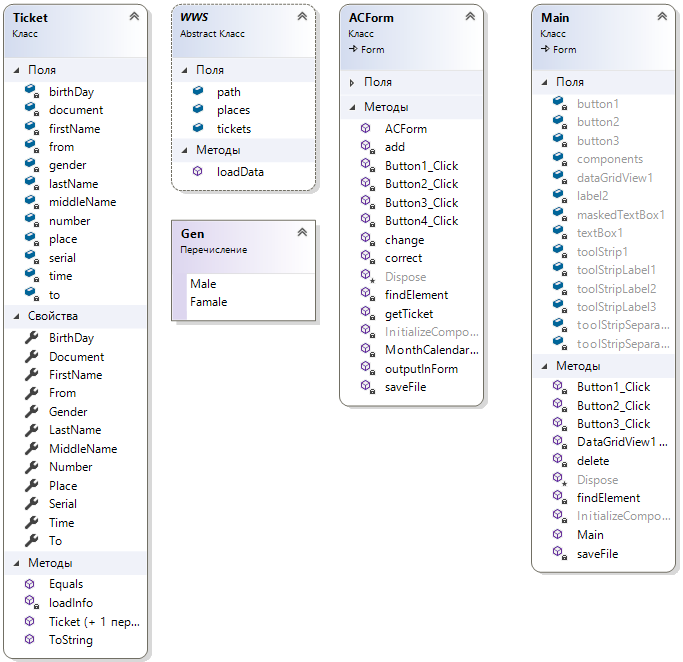 Ticket
Класс
Поля
birthDay
document
firstName
from
gender
lastName
middleName
number
place
serial
time
to
Свойства
BirthDay
Document
FirstName
From
Gender
LastName
MiddleName
Number
Place
Serial
Time
To
Методы
Equals
loadInfo
Ticket (+ 1 пер...
ToString
WWS
Abstract Класс
Поля
path
places
tickets
Методы
loadData
Gen
Перечисление
Male
Famale
ACForm
Класс
Form
Поля
Методы
ACForm
add
Button1_Click
Button2_Click
Button3_Click
Button4_Click
change
correct
Dispose
findElement
getTicket
InitializeCompo...
MonthCalendar...
outputInForm
saveFile
Main
Класс
Form
Поля
button1
button2
button3
components
dataGridView1
label2
maskedTextBox1
textBox1
toolStrip1
toolStripLabel1
toolStripLabel2
toolStripLabel3
toolStripSepara...
toolStripSepara...
Методы
Button1_Click
Button2_Click
Button3_Click
DataGridView1...
delete
Dispose
findElement
InitializeCompo...
Main
saveFile